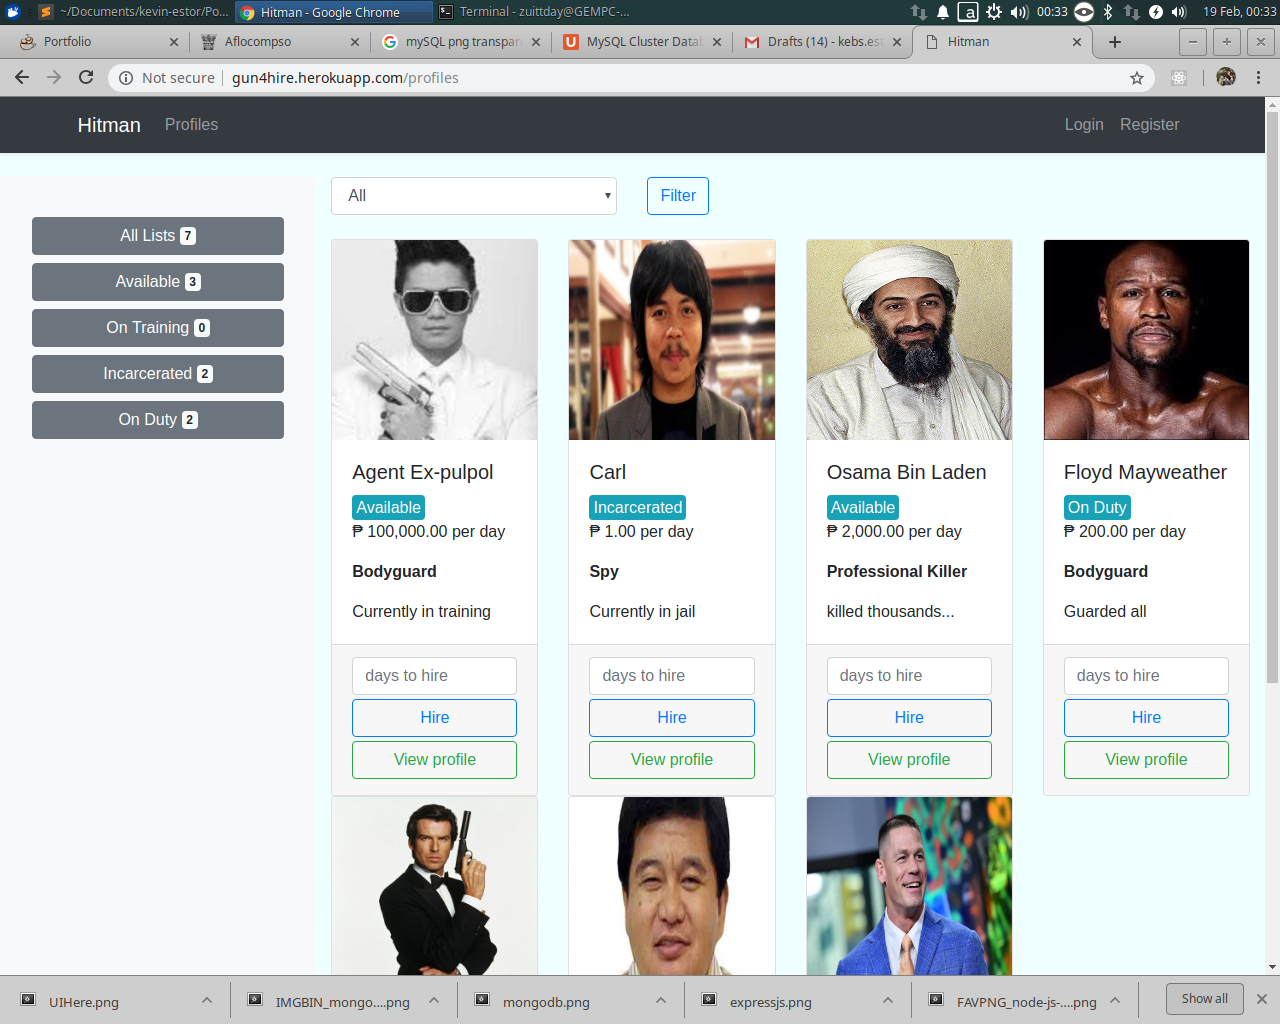 ~/Documents/kevin-estor/Po...
Hitman - Google Chrome
Terminal - zuittday@GEMPC-...
a
00:33
19 Feb, 00:33
Portfolio
Aflocompso
mySQL png transpar
MySQL Cluster Datab
Drafts (14) - kebs.est
Hitman
Not secure
gun4hire.herokuapp.com/profiles
Hitman
Profiles
Login
Register
All
Filter
All Lists 7
Available 3
On Training 0
Incarcerated 2
On Duty 2
Agent Ex-pulpol
Available
₱ 100,000.00 per day
Bodyguard
Currently in training
days to hire
Hire
View profile
Carl
Incarcerated
₱ 1.00 per day
Spy
Currently in jail
days to hire
Hire
View profile
Osama Bin Laden
Available
₱ 2,000.00 per day
Professional Killer
killed thousands...
days to hire
Hire
View profile
Floyd Mayweather
On Duty
₱ 200.00 per day
Bodyguard
Guarded all
days to hire
Hire
View profile
UIHere.png
IMGBIN_mongo....png
mongodb.png
expressjs.png
FAVPNG_node-js-....png
Show all